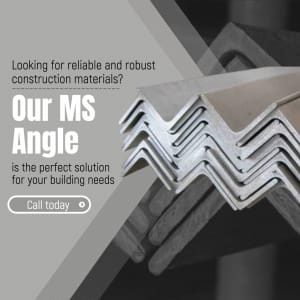 Looking for reliable and robust
construction materials?
Our MS
Angle
is the perfect solution
for your building needs
Call today